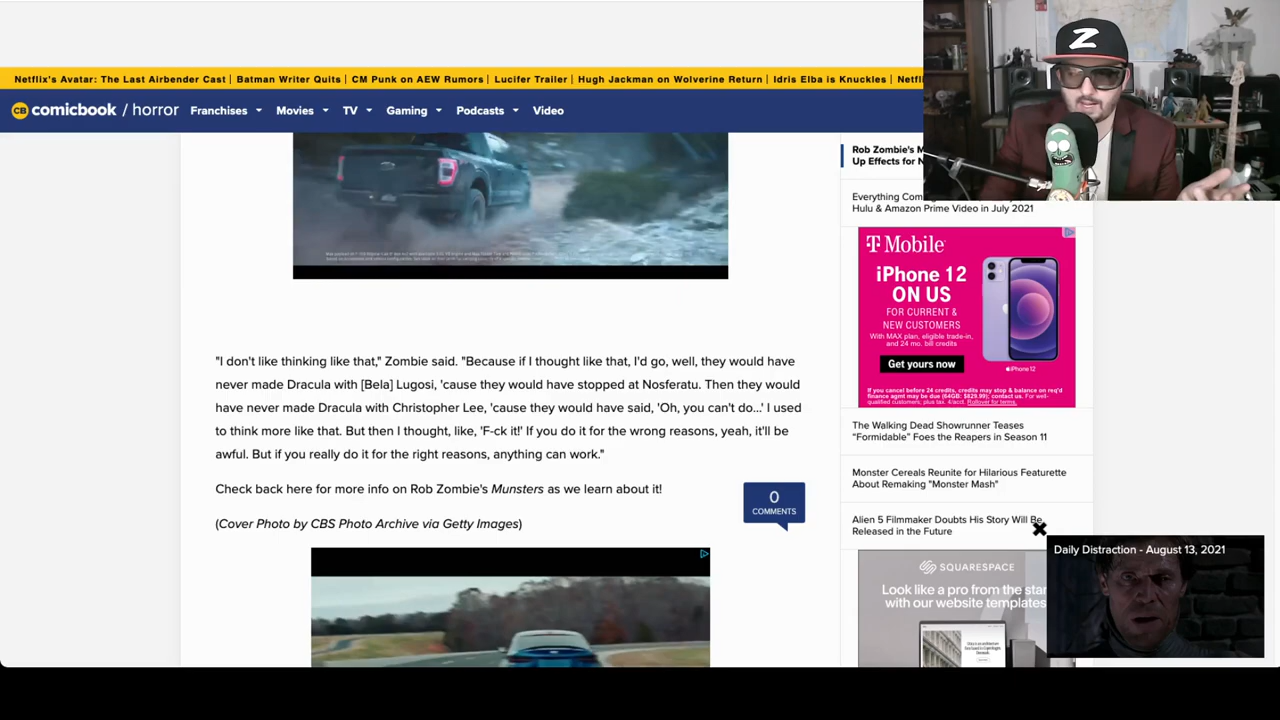 Netflix's Avatar: The Last Airbender Cast | Batman Writer Quits | CM Punk on AEW Rumors | Lucifer Trailer | Hugh Jackman on Wolverine Return | Idris Elba is Knuckles | Netfl
CB comicbook / horror Franchises Movies TV Gaming Podcasts Video
Z
Rob Zombie's M
Up Effects for N
Everything Com
Hulu & Amazon Prime Video in July 2021
T Mobile
iPhone 12
ON US
FOR CURRENT &
NEW CUSTOMERS
With MAX plan, eligible trade-in,
and 24 mo. bill credits
Get yours now
iPhone 12
If you cancel before 24 credits, credits may stop & balance on req'd
finance agmt may be due (64GB: $829.99); contact us. For well-
qualified customers; plus tax.
"I don't like thinking like that," Zombie said. "Because if I thought like that, I'd go, well, they would have
never made Dracula with [Bela] Lugosi, 'cause they would have stopped at Nosferatu. Then they would
have never made Dracula with Christopher Lee, 'cause they would have said, 'Oh, you can't do...' I used
to think more like that. But then I thought, like, 'F-ck it!' If you do it for the wrong reasons, yeah, it'll be
awful. But if you really do it for the right reasons, anything can work."
Check back here for more info on Rob Zombie's Munsters as we learn about it!
(Cover Photo by CBS Photo Archive via Getty Images)
0
COMMENTS
The Walking Dead Showrunner Teases
"Formidable" Foes the Reapers in Season 11
Monster Cereals Reunite for Hilarious Featurette
About Remaking "Monster Mash"
Alien 5 Filmmaker Doubts His Story Will Be
Released in the Future
SQUARESPACE
Look like a pro from the star
with our website templates
Daily Distraction - August 13, 2021